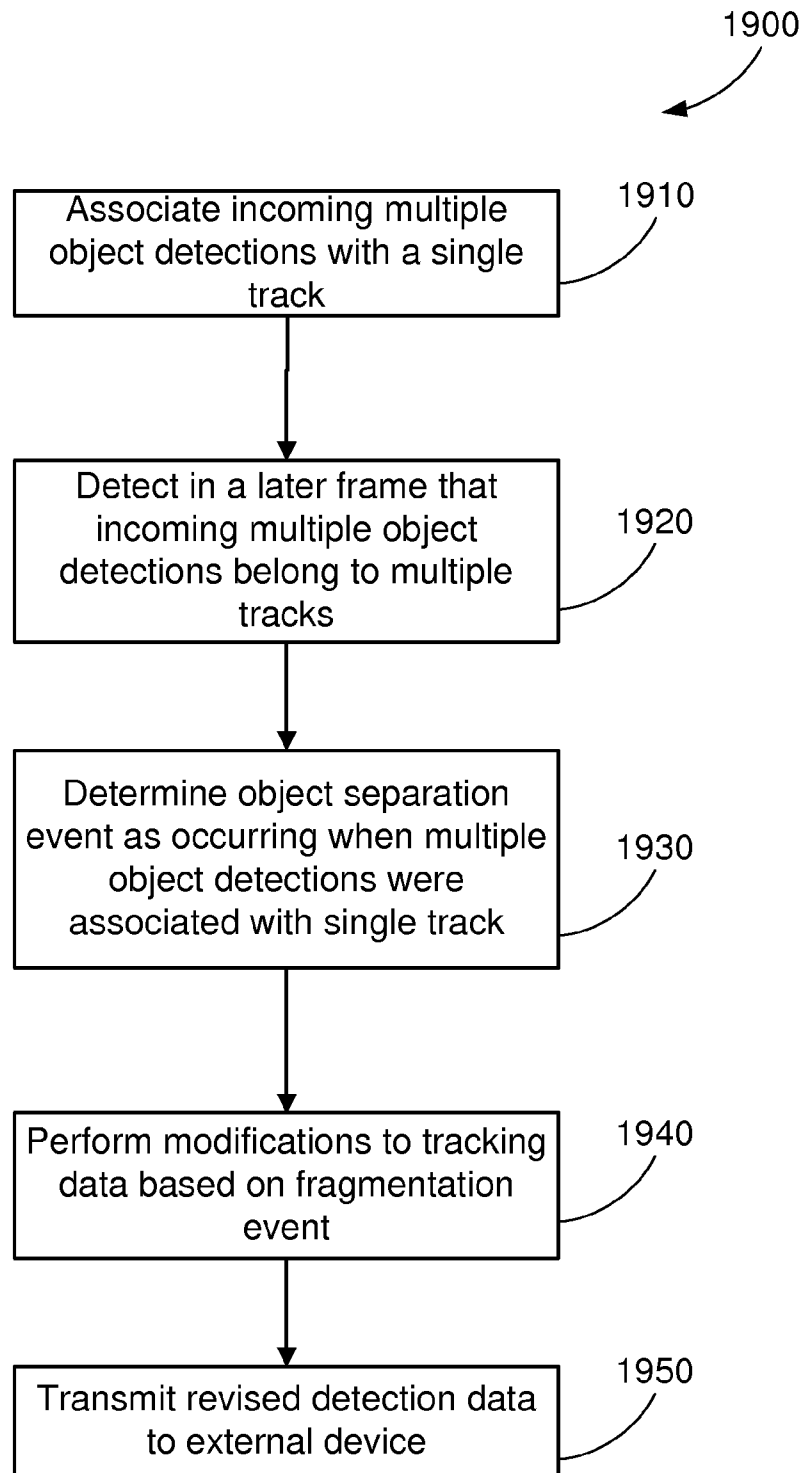 1900
Associate incoming multiple
object detections with a single
track
1910
Detect in a later frame that
incoming multiple object
detections belong to multiple
tracks
1920
Determine object separation
event as occurring when multiple
object detections were
associated with single track
1930
Perform modifications to tracking
data based on fragmentation
event
1940
Transmit revised detection data
to external device
1950